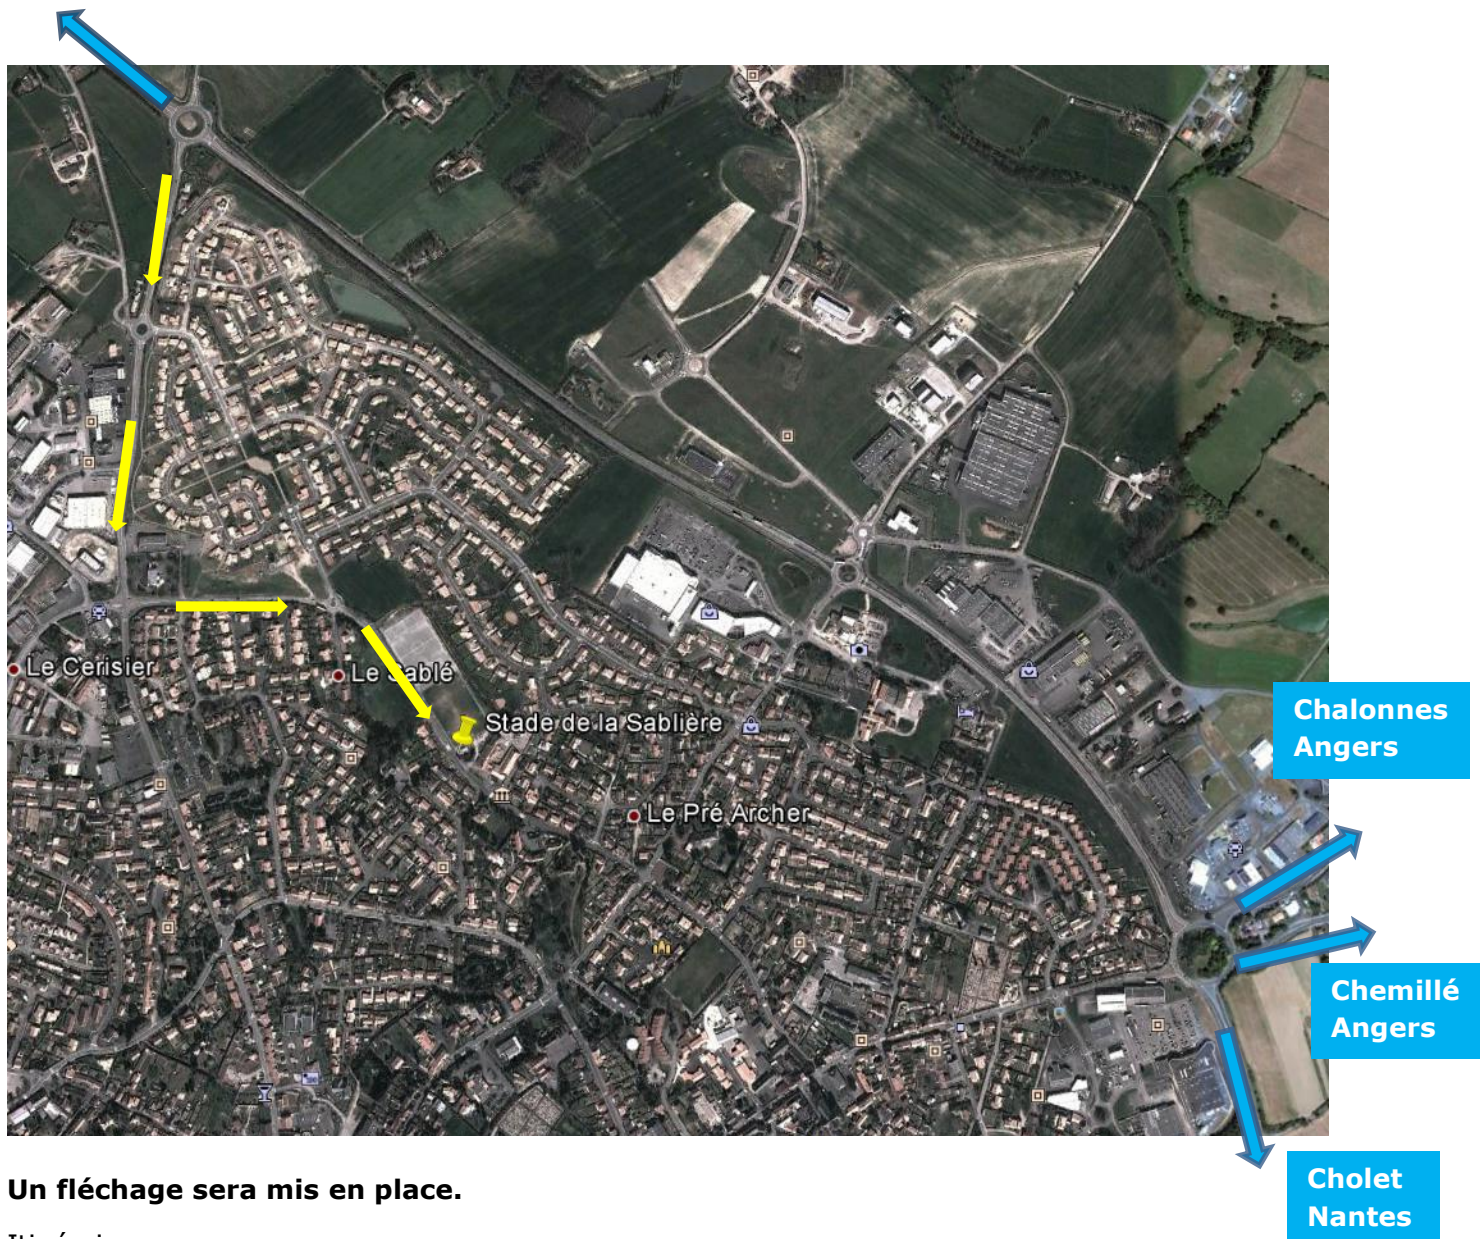 Le Cerisier
Le Sablé
Stade de la Sablière
Le Pré Archer
Chalonnes
Angers
Chemillé
Angers
Cholet
Nantes
Un fléchage sera mis en place.